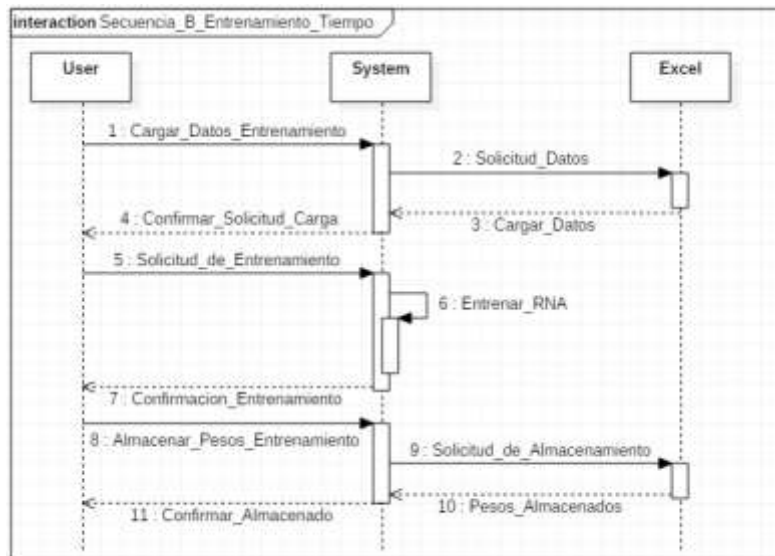 interaction Secuencia_B_Entrenamiento_Tiempo
User
System
Excel
1 : Cargar_Datos_Entrenamiento
2 : Solicitud_Datos
3 : Cargar_Datos
4 : Confirmar_Solicitud_Carga
5 : Solicitud_de_Entrenamiento
6 : Entrenar_RNA
7 : Confirmacion_Entrenamiento
8 : Almacenar_Pesos_Entrenamiento
9 : Solicitud_de_Almacenamiento
10 : Pesos_Almacenados
11 : Confirmar_Almacenado